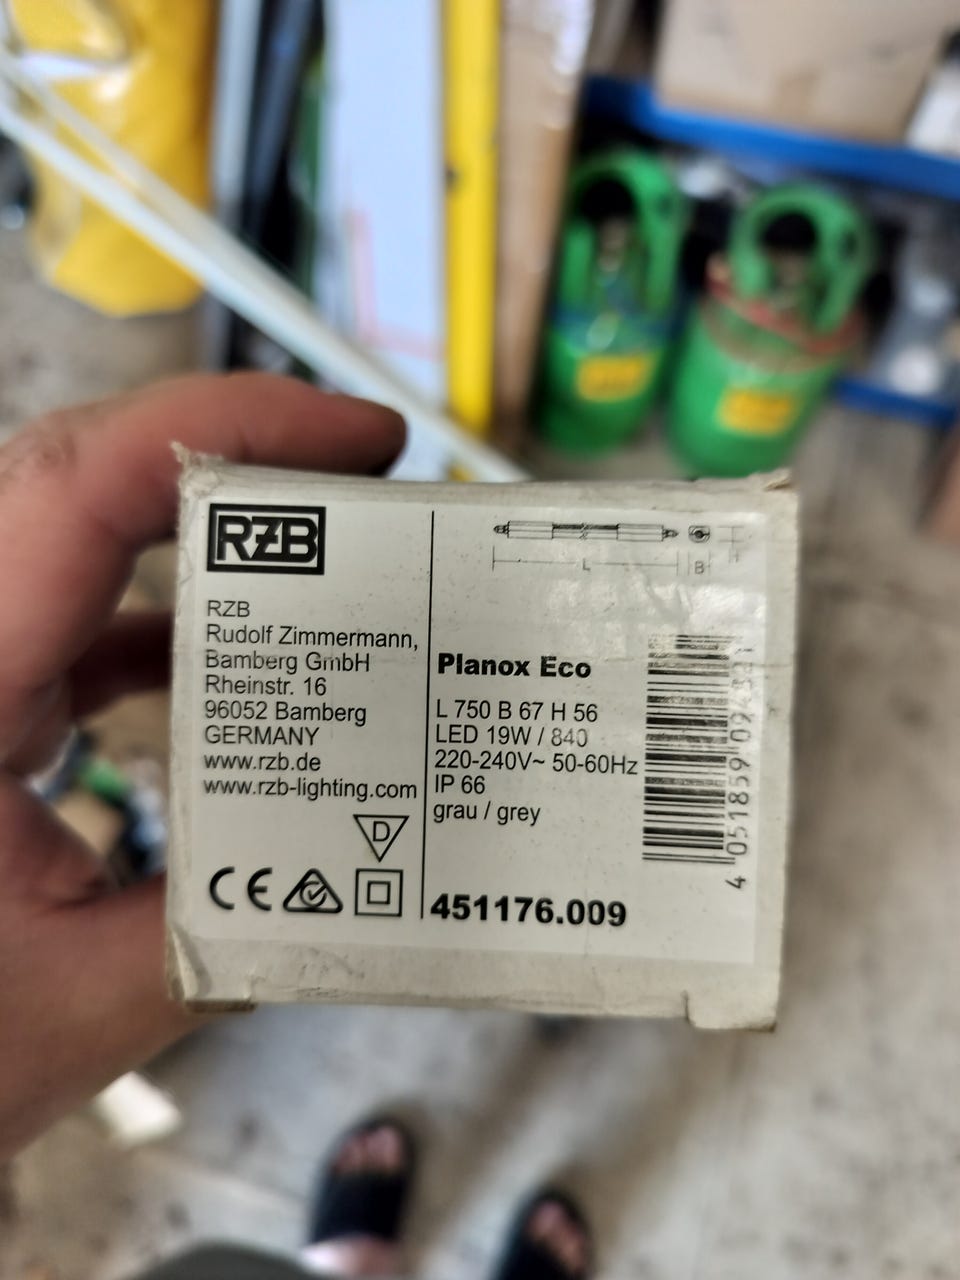 RZB
RZB
Rudolf Zimmermann,
Bamberg GmbH
Rheinstr. 16
96052 Bamberg
GERMANY
www.rzb.de
www.rzb-lighting.com
D
CE
L
B
Planox Eco
L 750 B 67 H 56
LED 19W / 840
220-240V~ 50-60Hz
IP 66
grau / grey
451176.009